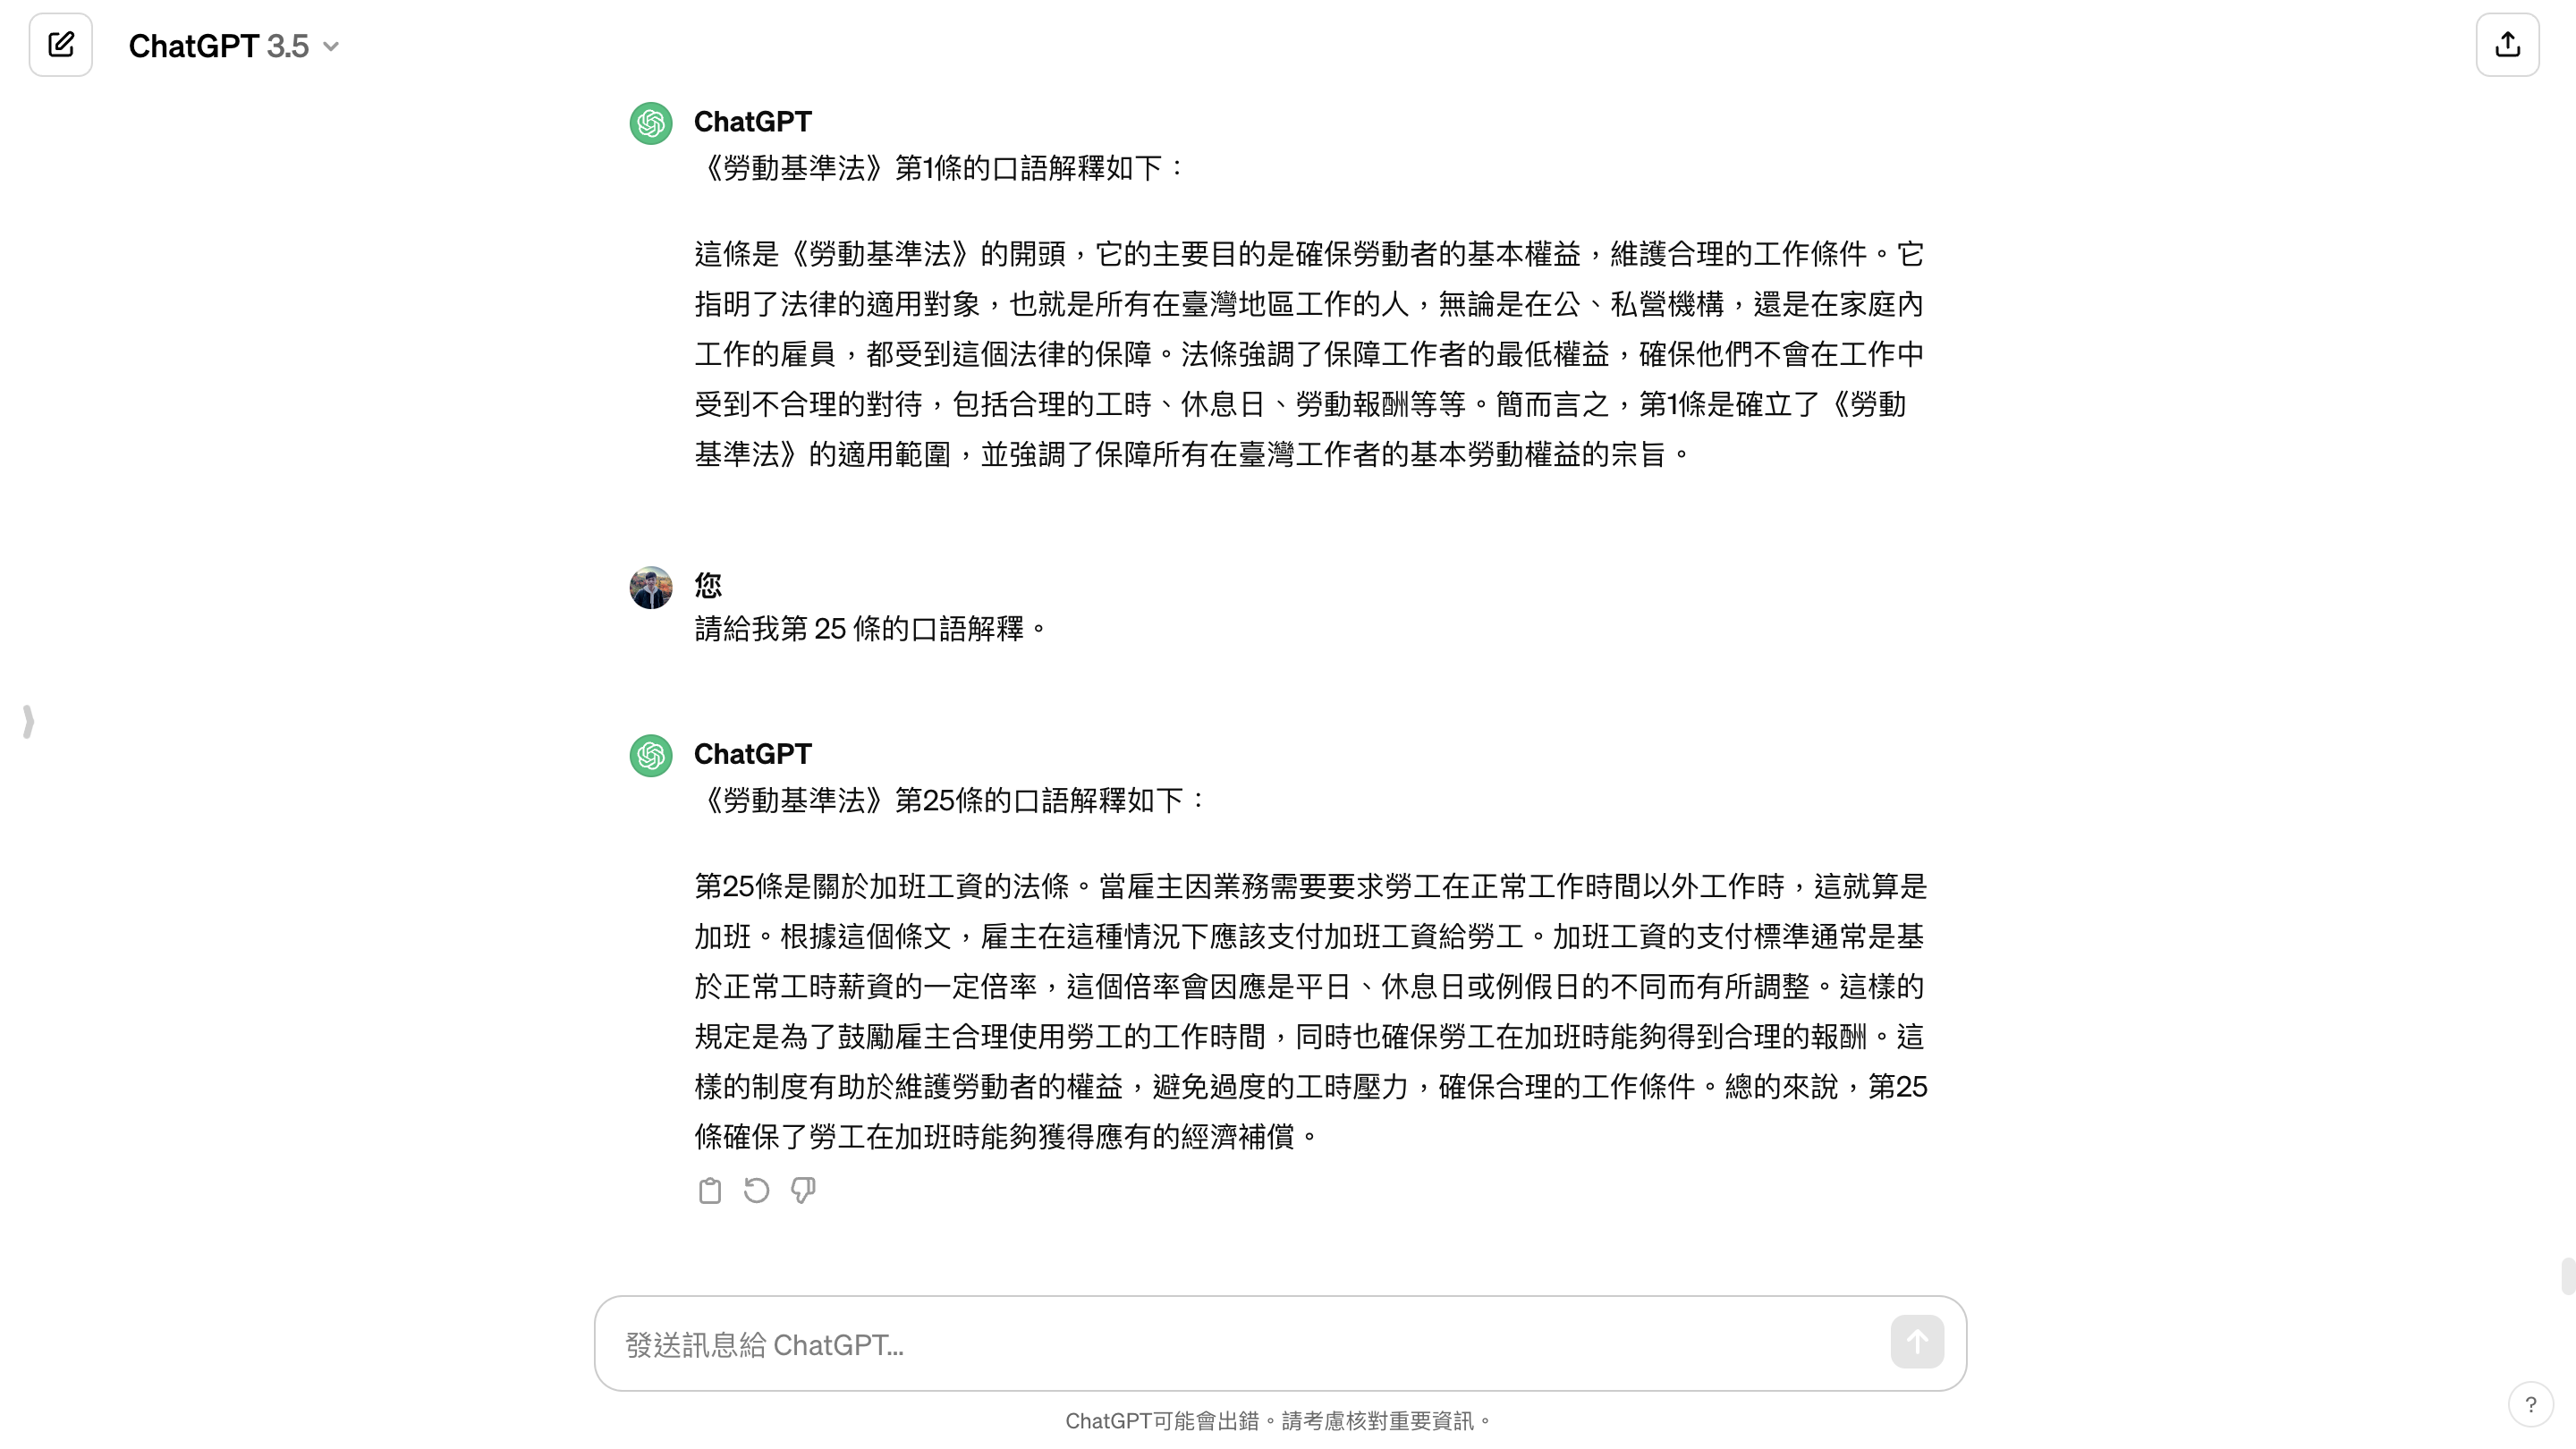 ChatGPT 3.5
ChatGPT
《勞動基準法》第1條的口語解釋如下：
這條是《勞動基準法》的開頭，它的主要目的是確保勞動者的基本權益，維護合理的工作條件。它
指明了法律的適用對象，也就是所有在臺灣地區工作的人，無論是在公、私營機構，還是在家庭內
工作的雇員，都受到這個法律的保障。法條強調了保障工作者的最低權益，確保他們不會在工作中
受到不合理的對待，包括合理的工時、休息日、勞動報酬等等。簡而言之，第1條是確立了《勞動
基準法》的適用範圍，並強調了保障所有在臺灣工作者的基本勞動權益的宗旨。
您
請給我第 25 條的口語解釋。
ChatGPT
《勞動基準法》第25條的口語解釋如下：
第25條是關於加班工資的法條。當雇主因業務需要要求勞工在正常工作時間以外工作時，這就算是
加班。根據這個條文，雇主在這種情況下應該支付加班工資給勞工。加班工資的支付標準通常是基
於正常工時薪資的一定倍率，這個倍率會因應是平日、休息日或例假日的不同而有所調整。這樣的
規定是為了鼓勵雇主合理使用勞工的工作時間，同時也確保勞工在加班時能夠得到合理的報酬。這
樣的制度有助於維護勞動者的權益，避免過度的工時壓力，確保合理的工作條件。總的來說，第25
條確保了勞工在加班時能夠獲得應有的經濟補償。
發送訊息給 ChatGPT...
ChatGPT可能會出錯。請考慮核對重要資訊。
?